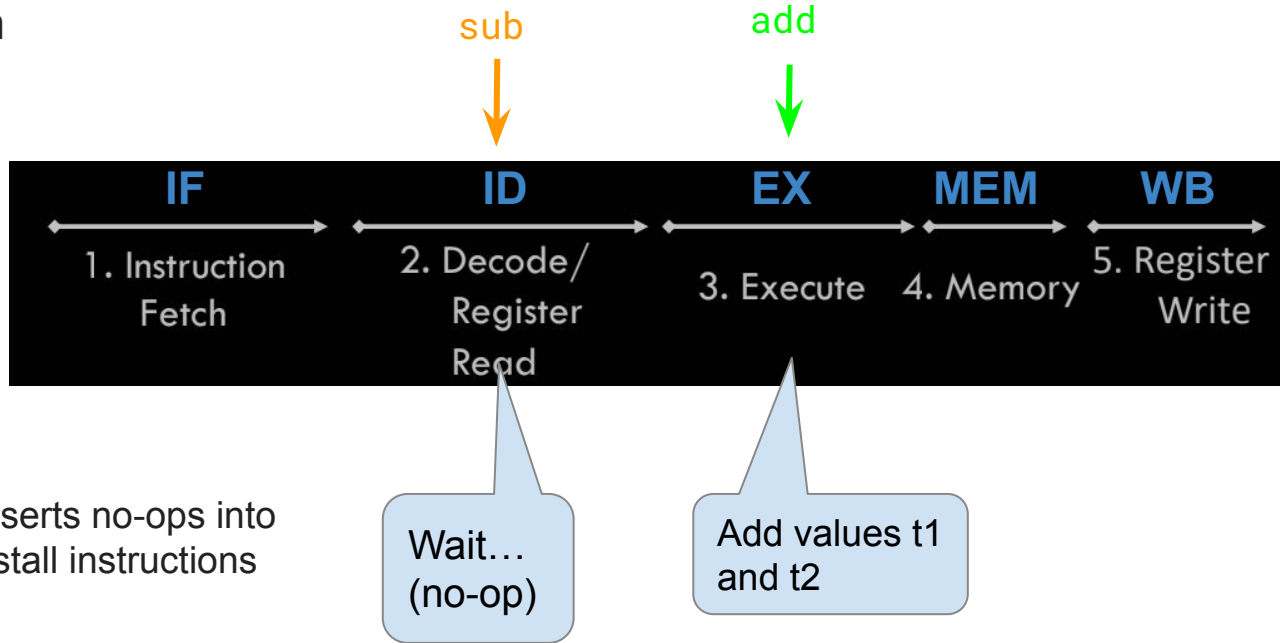 sub
add
IF
ID
EX
MEM
WB
1. Instruction
Fetch
2. Decode/
Register
Read
3. Execute
4. Memory
5. Register
Write
serts no-ops into
stall instructions
Wait…
(no-op)
Add values t1
and t2